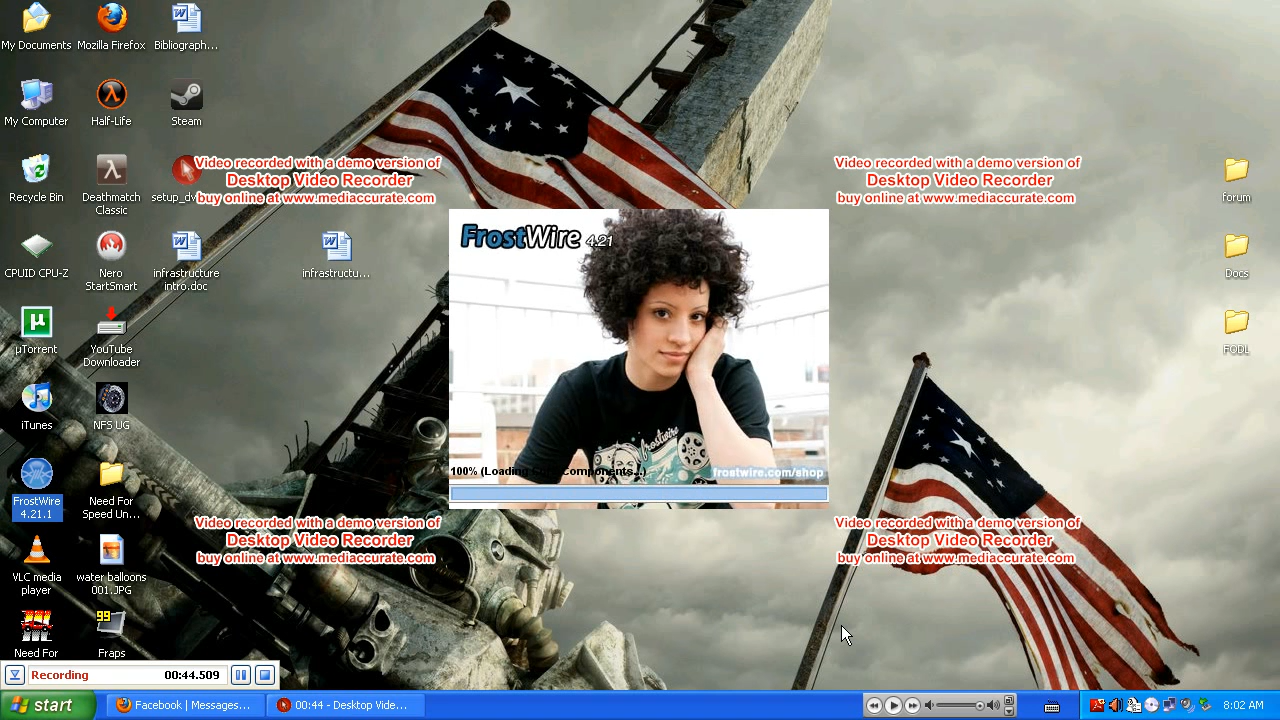 My Documents
Mozilla Firefox
Bibliograph...
My Computer
Half-Life
Steam
Recycle Bin
Deathmatch
Classic
setup_dv
Video recorded with a demo version of
Desktop Video Recorder
buy online at www.mediaccurate.com
Video recorded with a demo version of
Desktop Video Recorder
buy online at www.mediaccurate.com
forum
CPUID CPU-Z
Nero
StartSmart
infrastructure
intro.doc
infrastructu...
FrostWire 4.21
Docs
µTorrent
YouTube
Downloader
FODL
iTunes
NFS UG
100% (Loading Components...)
frostwire.com/shop
frostwire
FrostWire
4.21.1
Need For
Speed Un...
Video recorded with a demo version of
Desktop Video Recorder
buy online at www.mediaccurate.com
Video recorded with a demo version of
Desktop Video Recorder
buy online at www.mediaccurate.com
VLC media
player
water balloons
001.JPG
99
Need For
Fraps
Recording 00:44.509
start
Facebook | Messages...
00:44 - Desktop Vide...
8:02 AM